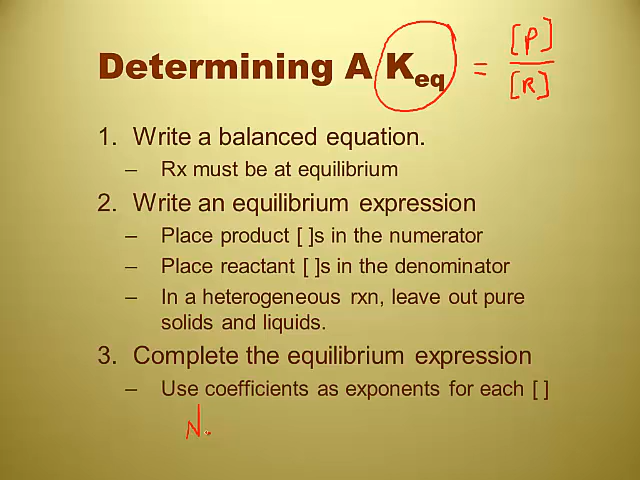 Determining A Keq = [P]
[R]
1. Write a balanced equation.
– Rx must be at equilibrium
2. Write an equilibrium expression
– Place product [ ]s in the numerator
– Place reactant [ ]s in the denominator
– In a heterogeneous rxn, leave out pure
solids and liquids.
3. Complete the equilibrium expression
– Use coefficients as exponents for each [ ]
N